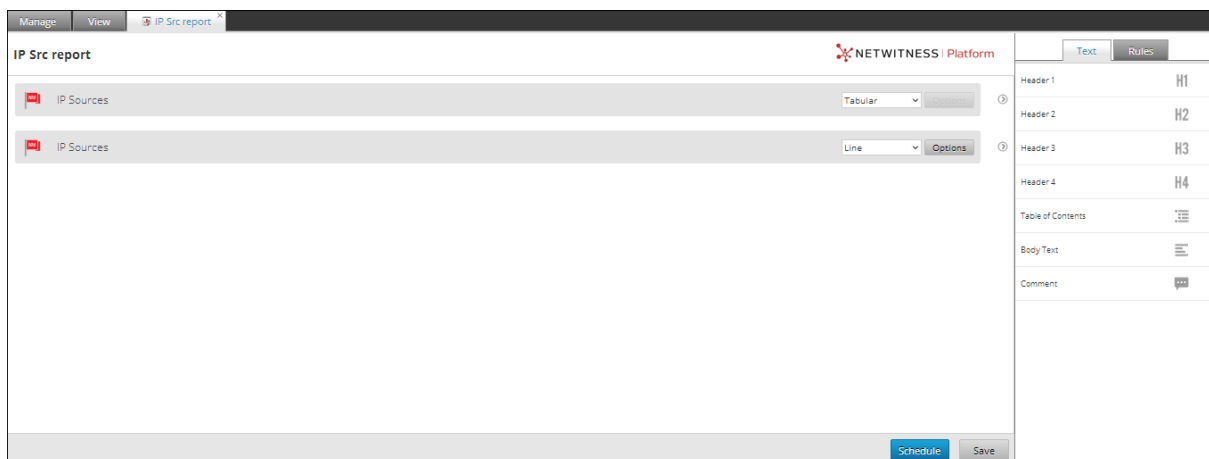 Manage View IP Src report ×
IP Src report
NETWITNESS | Platform
IP Sources Tabular Options
IP Sources Line Options
Schedule Save
Text Rules
Header 1 H1
Header 2 H2
Header 3 H3
Header 4 H4
Table of Contents
Body Text
Comment